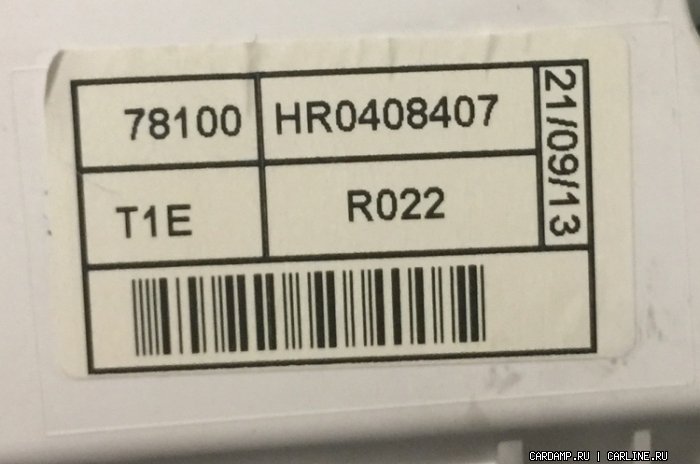 78100 HR0408407
21/09/13
T1E R022
CARDAMP.RU | CARLINE.RU